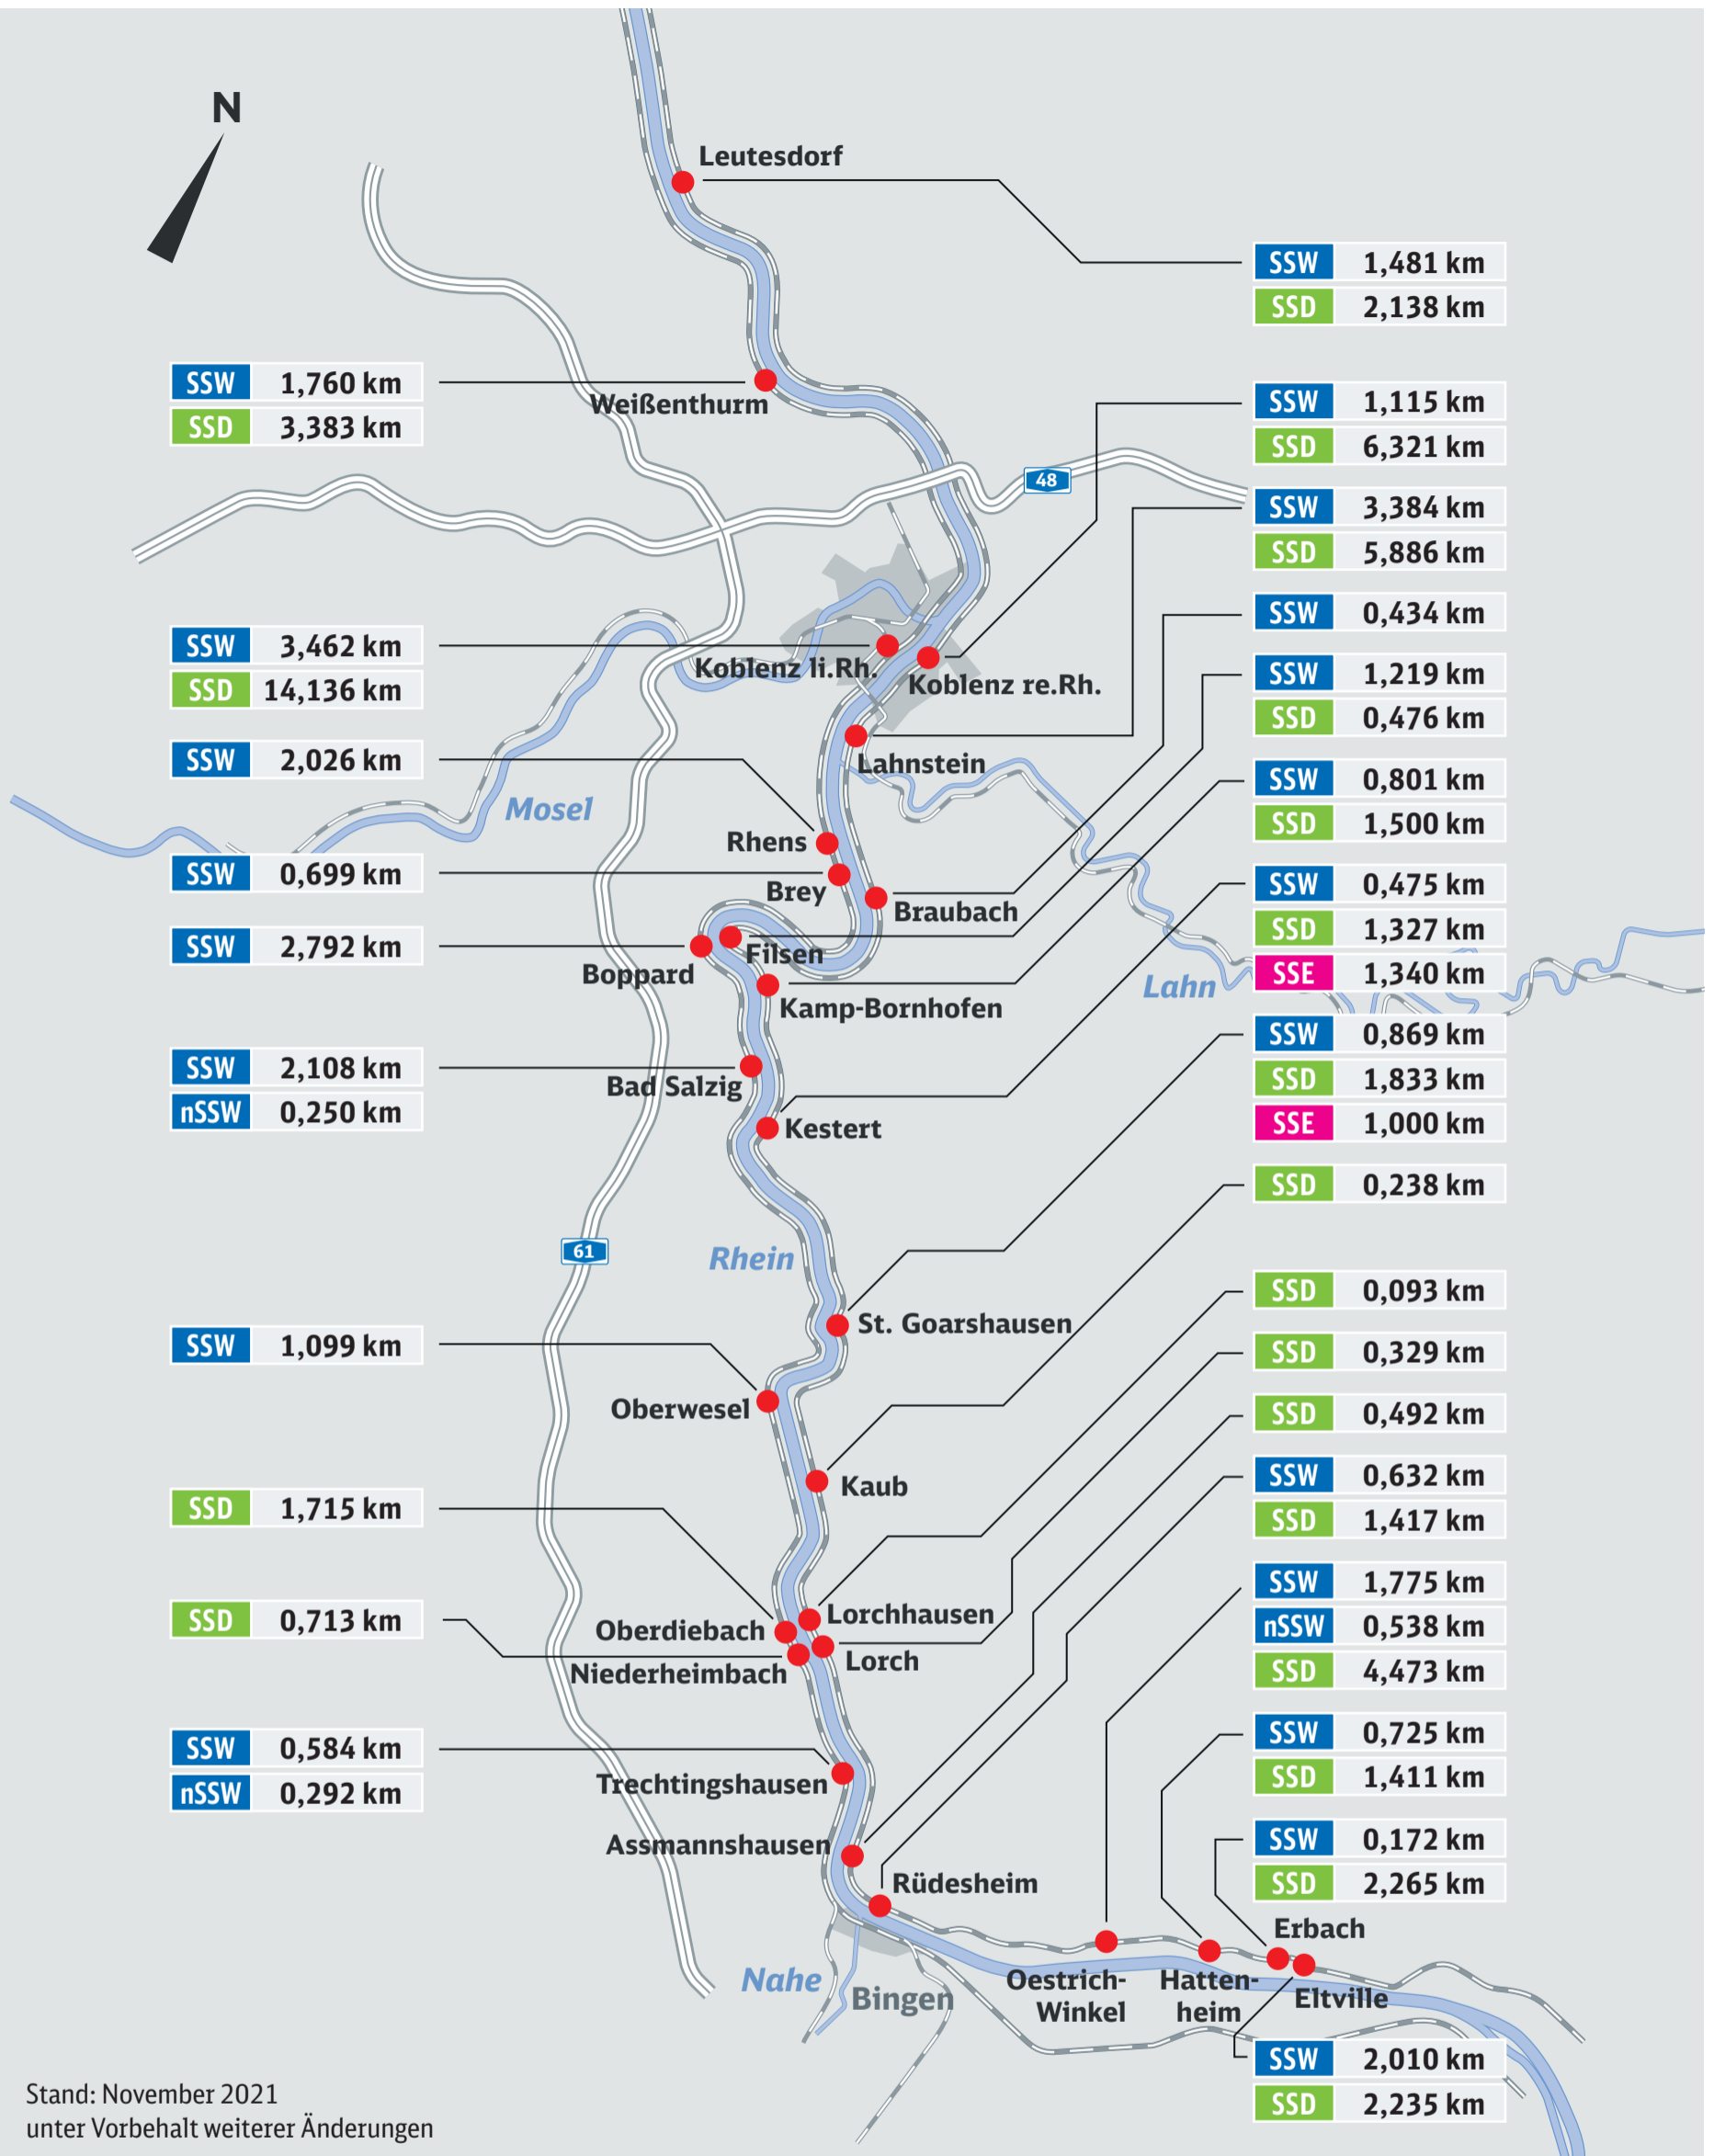 N
Leutesdorf
SSW 1,481 km
SSD 2,138 km
SSW 1,760 km
SSD 3,383 km
Weißenthurm
SSW 1,115 km
SSD 6,321 km
48
SSW 3,384 km
SSD 5,886 km
SSW 0,434 km
SSW 3,462 km
SSD 14,136 km
Koblenz li.Rh.
Koblenz re.Rh.
SSW 1,219 km
SSD 0,476 km
SSW 2,026 km
Lahnstein
SSW 0,801 km
SSD 1,500 km
Mosel
Rhens
SSW 0,699 km
Brey
Braubach
SSW 0,475 km
SSD 1,327 km
SSE 1,340 km
SSW 2,792 km
Boppard
Filsen
Lahn
Kamp-Bornhofen
SSW 0,869 km
SSD 1,833 km
SSE 1,000 km
SSW 2,108 km
nSSW 0,250 km
Bad Salzig
Kestert
SSD 0,238 km
61
Rhein
SSD 0,093 km
St. Goarshausen
SSW 1,099 km
SSD 0,329 km
Oberwesel
SSD 0,492 km
Kaub
SSW 0,632 km
SSD 1,417 km
SSD 1,715 km
SSW 1,775 km
nSSW 0,538 km
SSD 4,473 km
SSD 0,713 km
Lorchhausen
Oberdiebach
Lorch
Niederheimbach
SSW 0,725 km
SSD 1,411 km
SSW 0,584 km
nSSW 0,292 km
Trechtingshausen
Assmannshausen
SSW 0,172 km
SSD 2,265 km
Rüdesheim
Erbach
Nahe
Bingen
Oestrich-
Winkel
Hatten-
heim
Eltville
SSW 2,010 km
SSD 2,235 km
Stand: November 2021
unter Vorbehalt weiterer Änderungen